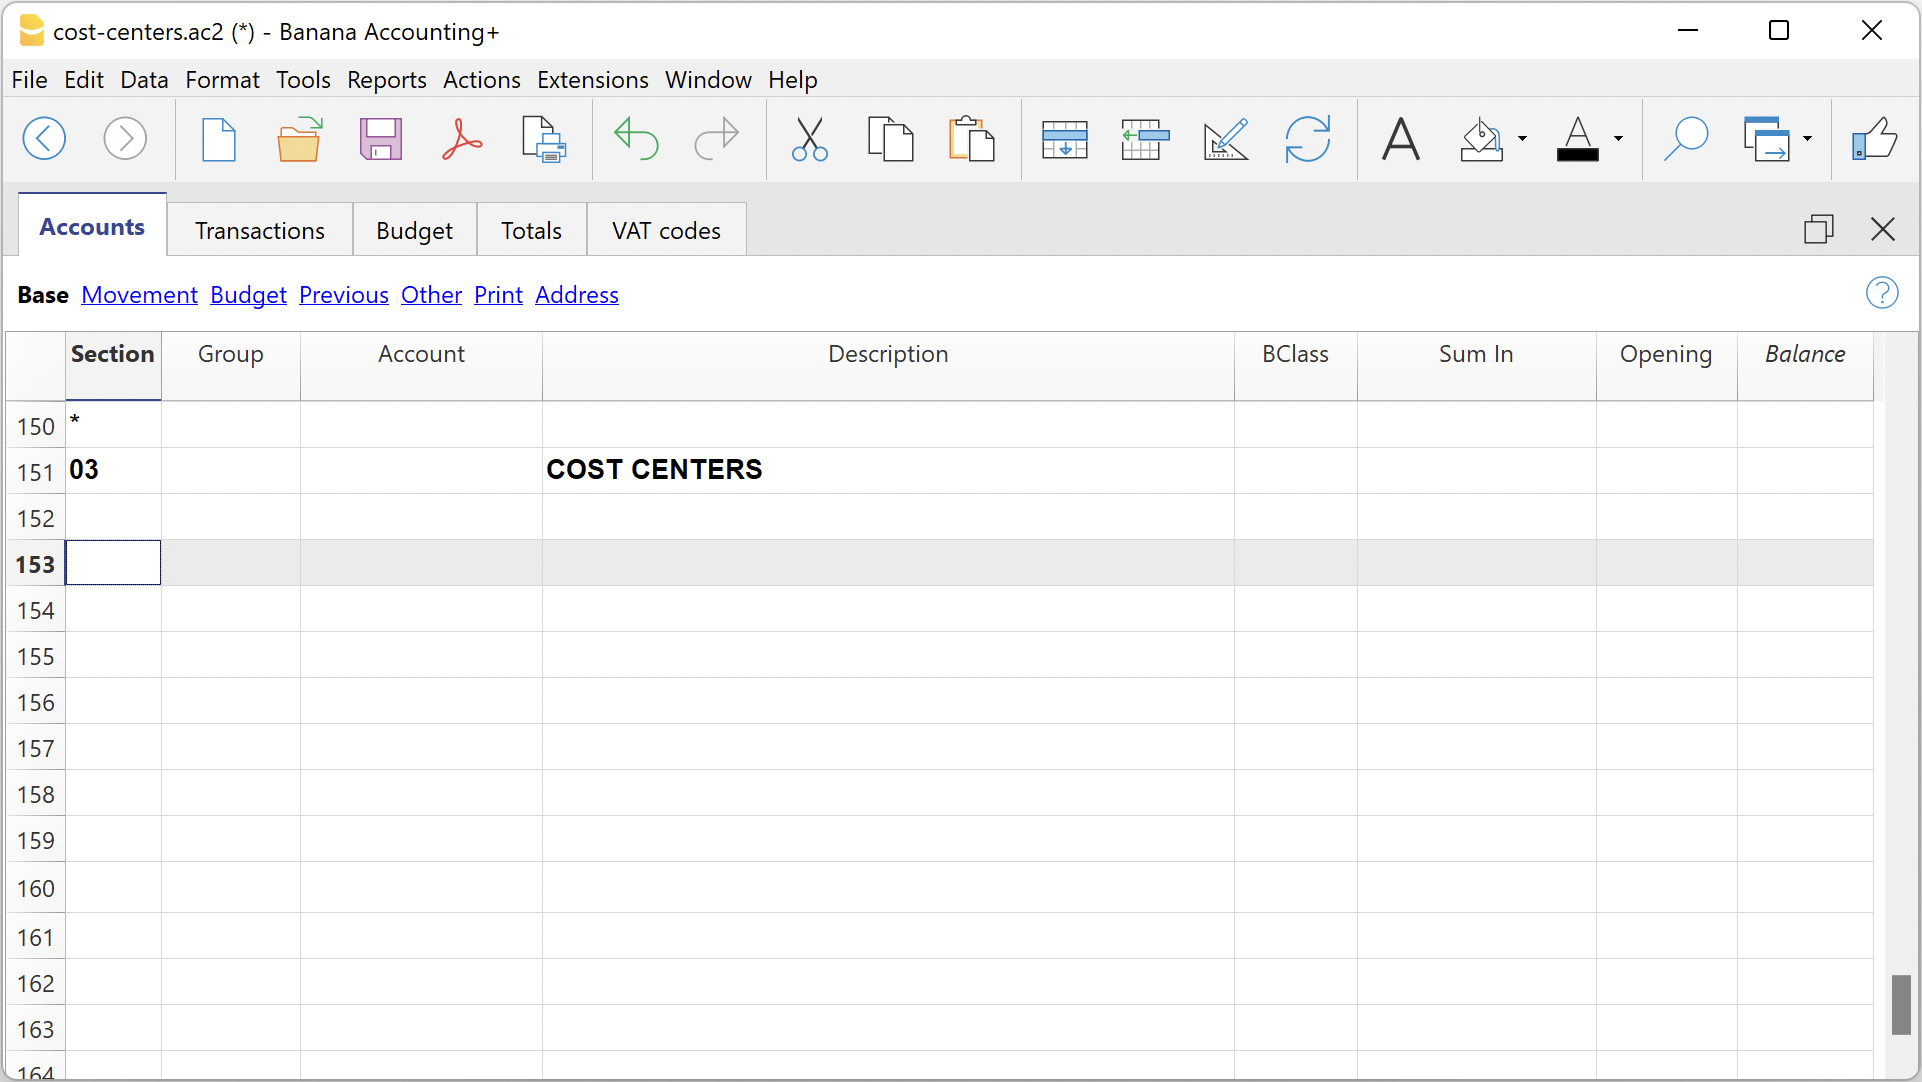 cost-centers.ac2 (*) - Banana Accounting+
File Edit Data Format Tools Reports Actions Extensions Window Help
Accounts Transactions Budget Totals VAT codes
Base Movement Budget Previous Other Print Address
?
Section Group Account Description BClass Sum In Opening Balance
150 *
151 03 COST CENTERS
152
153
154
155
156
157
158
159
160
161
162
163
164